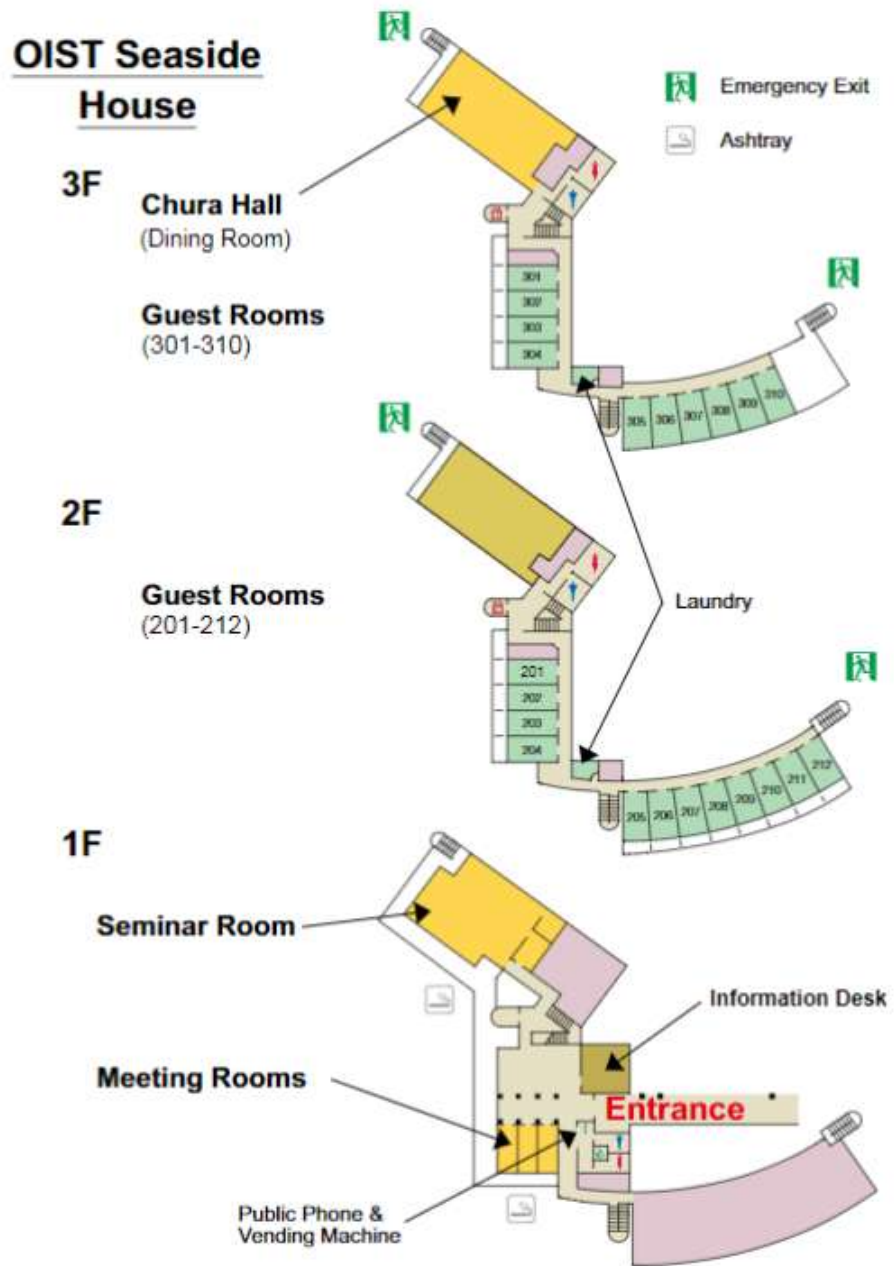 OIST Seaside
House
Emergency Exit
Ashtray
3F
Chura Hall
(Dining Room)
Guest Rooms
(301-310)
301
302
303
304
305 306 307 308 309 310
2F
Guest Rooms
(201-212)
Laundry
201
202
203
204
205 206 207 208 209 210 211 212
1F
Seminar Room
Information Desk
Meeting Rooms
Entrance
Public Phone &
Vending Machine